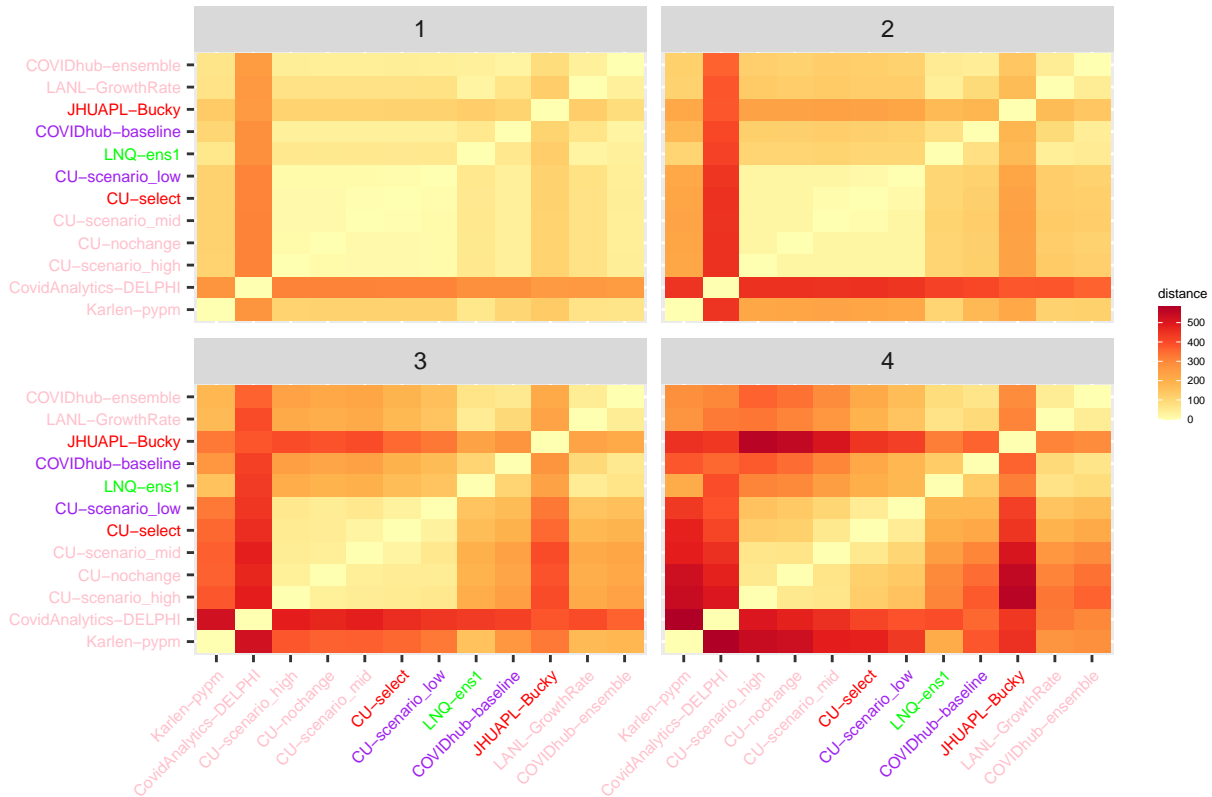 1
2
COVIDhub−ensemble
LANL−GrowthRate
JHUAPL−Bucky
COVIDhub−baseline
LNQ−ens1
CU−scenario_low
CU−select
CU−scenario_mid
CU−nochange
CU−scenario_high
CovidAnalytics−DELPHI
Karlen−pypm
distance
500
400
300
200
100
0
3
4
COVIDhub−ensemble
LANL−GrowthRate
JHUAPL−Bucky
COVIDhub−baseline
LNQ−ens1
CU−scenario_low
CU−select
CU−scenario_mid
CU−nochange
CU−scenario_high
CovidAnalytics−DELPHI
Karlen−pypm
Karlen−pypm
CovidAnalytics−DELPHI
CU−scenario_high
CU−nochange
CU−scenario_mid
CU−select
CU−scenario_low
LNQ−ens1
COVIDhub−baseline
JHUAPL−Bucky
LANL−GrowthRate
COVIDhub−ensemble
Karlen−pypm
CovidAnalytics−DELPHI
CU−scenario_high
CU−nochange
CU−scenario_mid
CU−select
CU−scenario_low
LNQ−ens1
COVIDhub−baseline
JHUAPL−Bucky
LANL−GrowthRate
COVIDhub−ensemble